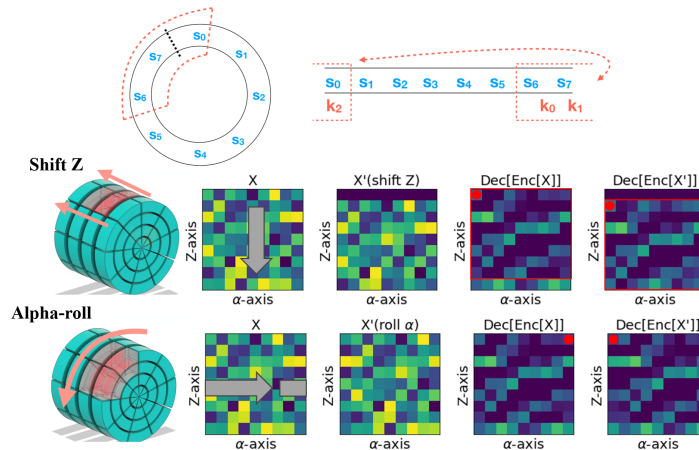 S0
S1
S2
S3
S4
S5
S6
S7
S0 S1 S2 S3 S4 S5 S6 S7
k2 k0 k1
Shift Z
X X'(shift Z) Dec[Enc[X]] Dec[Enc[X']]
Z-axis Z-axis Z-axis Z-axis
α-axis α-axis α-axis α-axis
Alpha-roll
X X'(roll α) Dec[Enc[X]] Dec[Enc[X']]
Z-axis Z-axis Z-axis Z-axis
α-axis α-axis α-axis α-axis